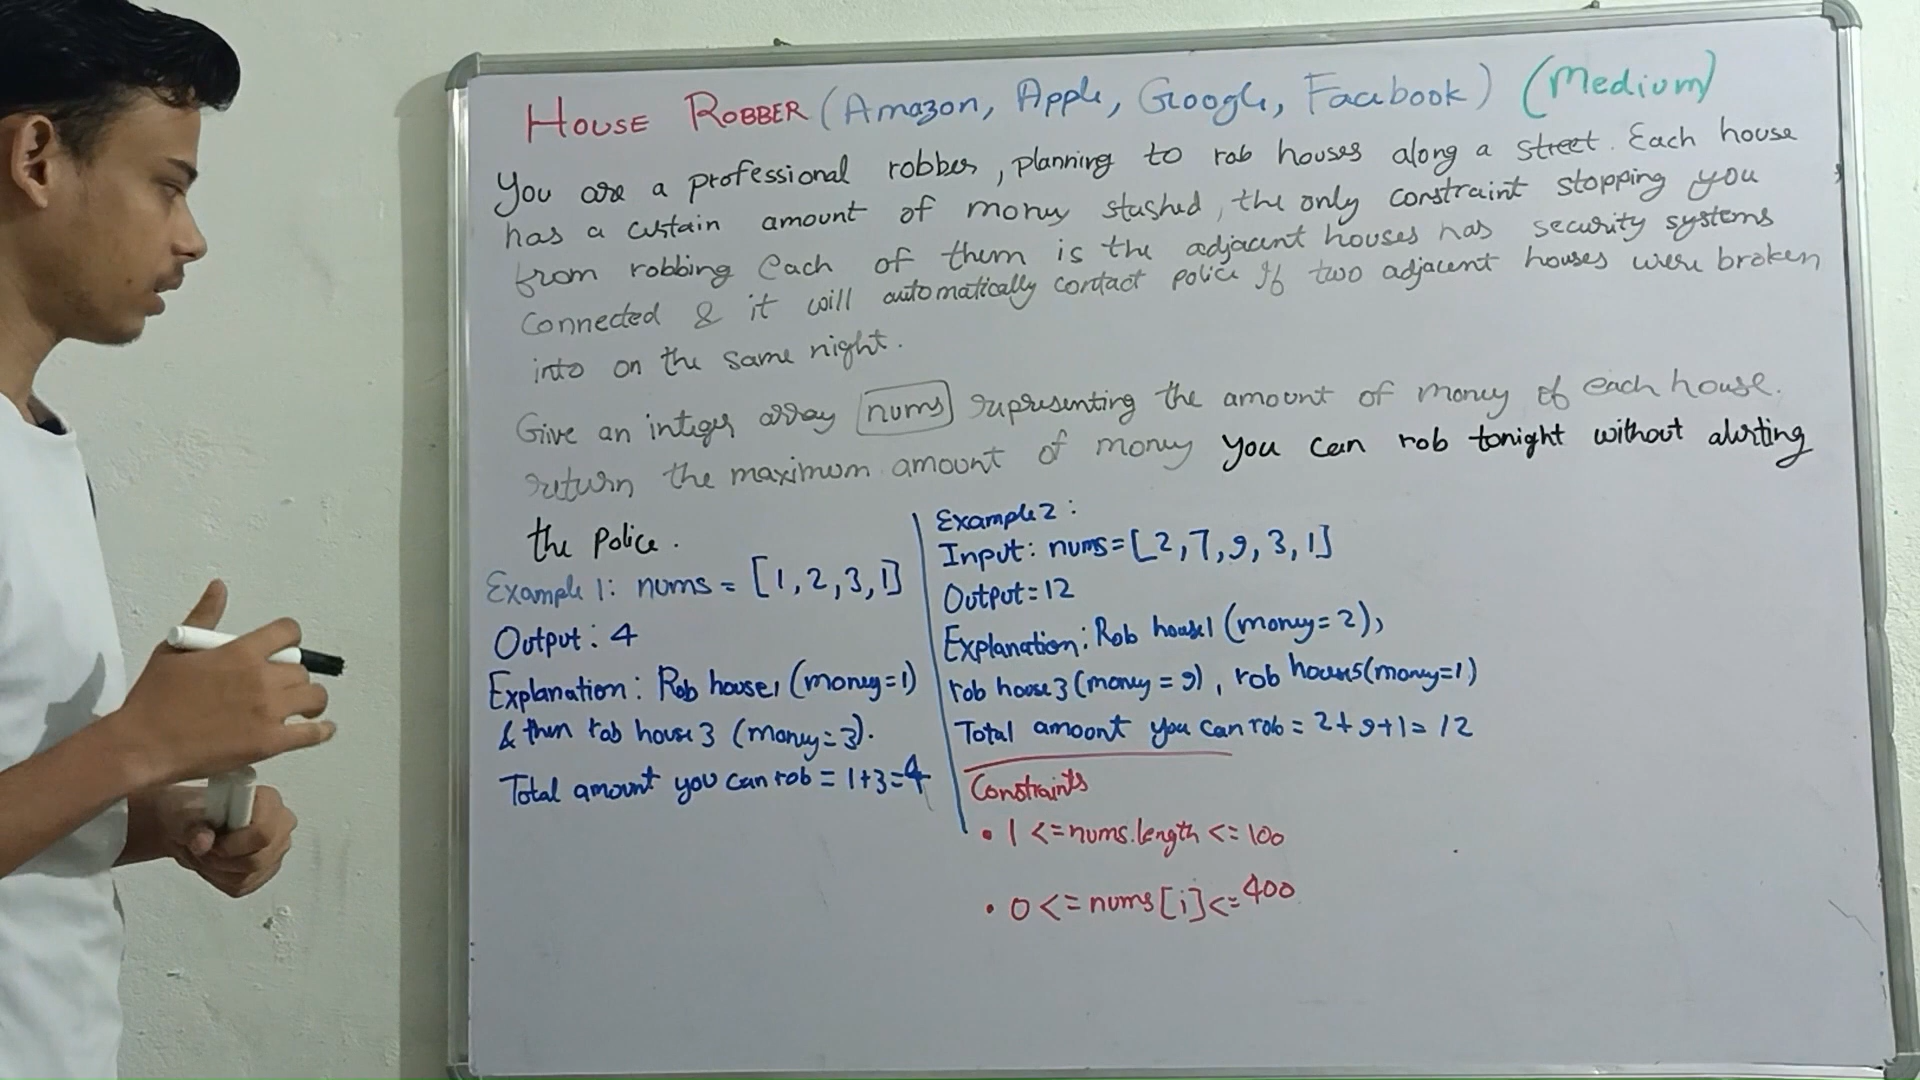 HOUSE ROBBER (Amazon, Apple, Google, Facebook) (Medium)
You are a professional robber, planning to rob houses along a street. Each house
has a certain amount of money stashed, the only constraint stopping you
from robbing each of them is the adjacent houses has security systems
connected & it will automatically contact police if two adjacent houses were broken
into on the same night.
Give an integer array nums representing the amount of money of each house.
return the maximum amount of money you can rob tonight without alerting
the police.
Example 1: nums = [1,2,3,1]
Output: 4
Explanation: Rob house1 (money=1)
& then rob house 3 (money=3).
Total amount you can rob = 1+3=4
Example 2:
Input: nums=[2,7,9,3,1]
Output=12
Explanation: Rob house1 (money=2),
rob house3 (money = 9), rob house5(money=1)
Total amount you can rob = 2+9+1= 12
Constraints
• 1 <= nums.length <= 100
• 0 <= nums[i] <= 400